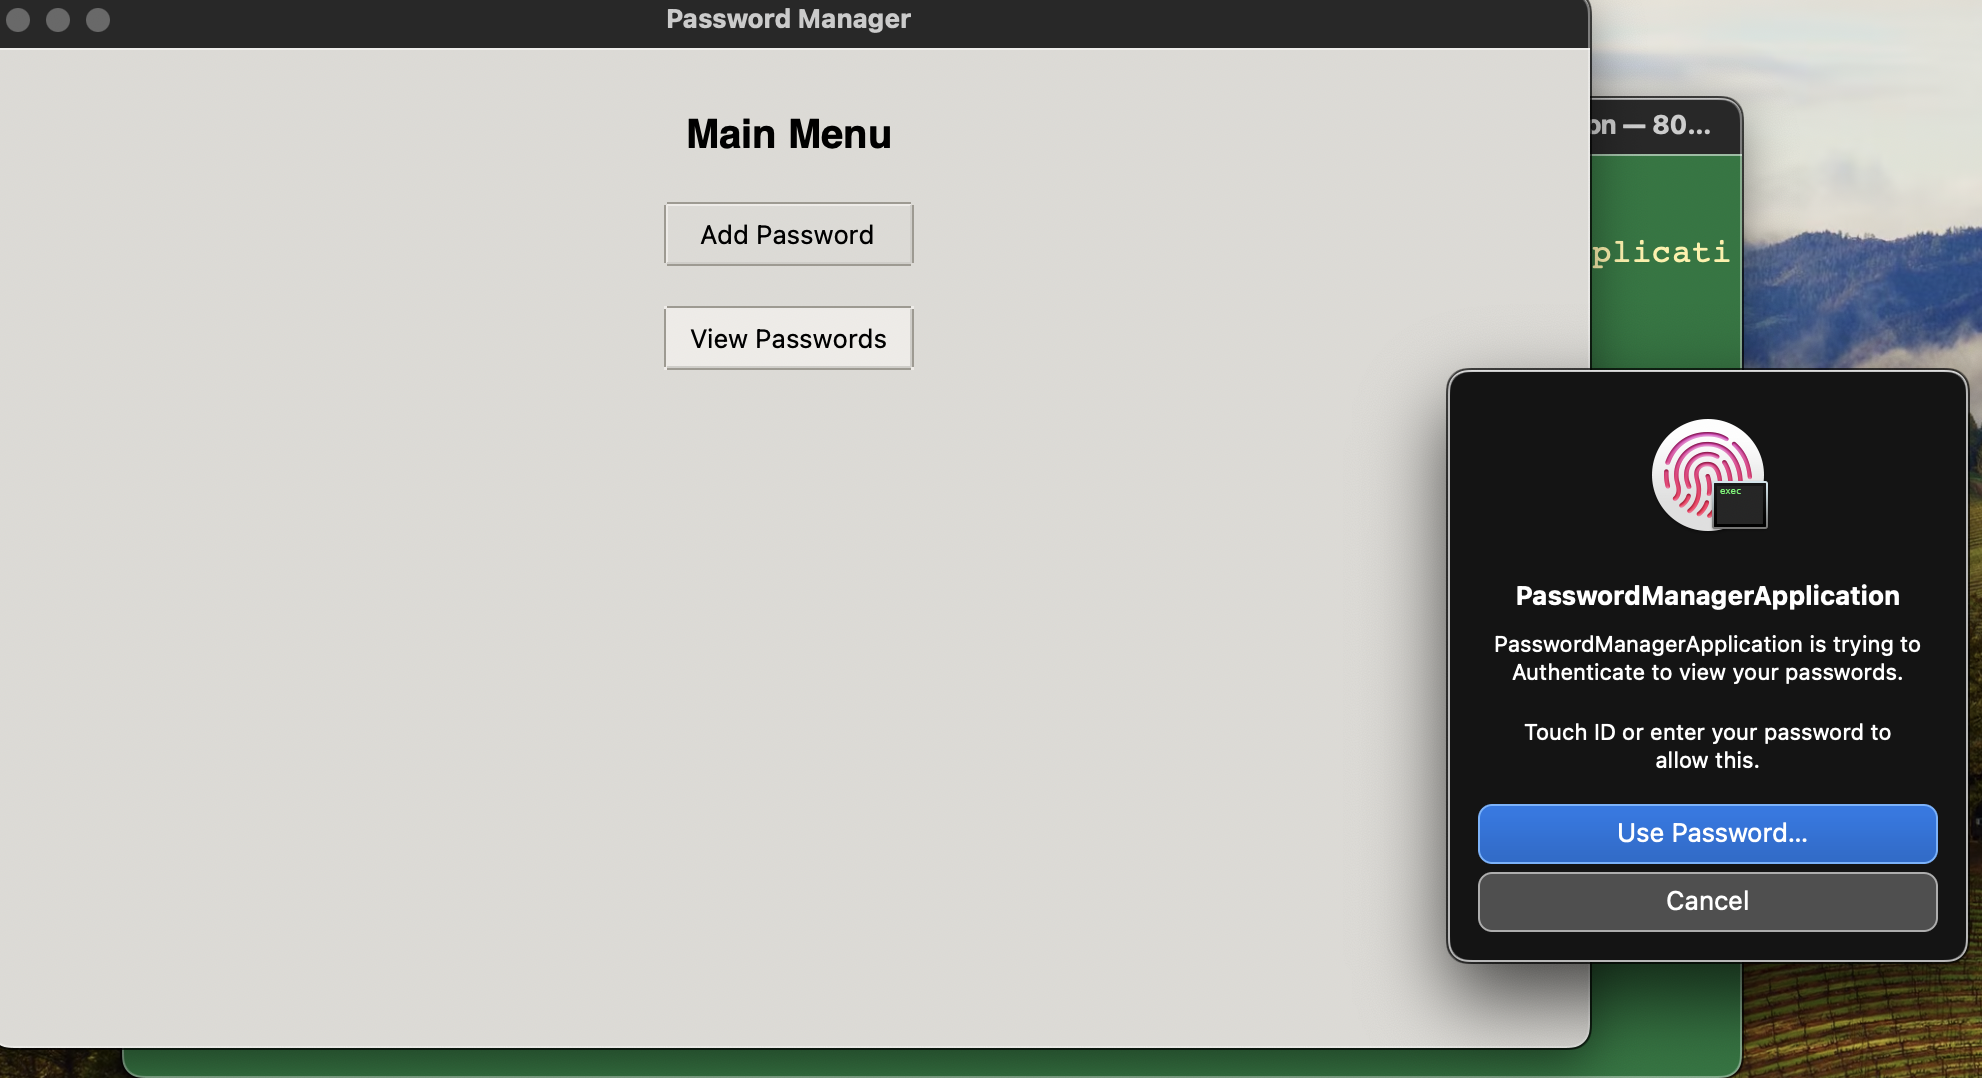 Password Manager
Main Menu
Add Password
View Passwords
on — 80...
plicati
exec
PasswordManagerApplication
PasswordManagerApplication is trying to
Authenticate to view your passwords.
Touch ID or enter your password to
allow this.
Use Password...
Cancel